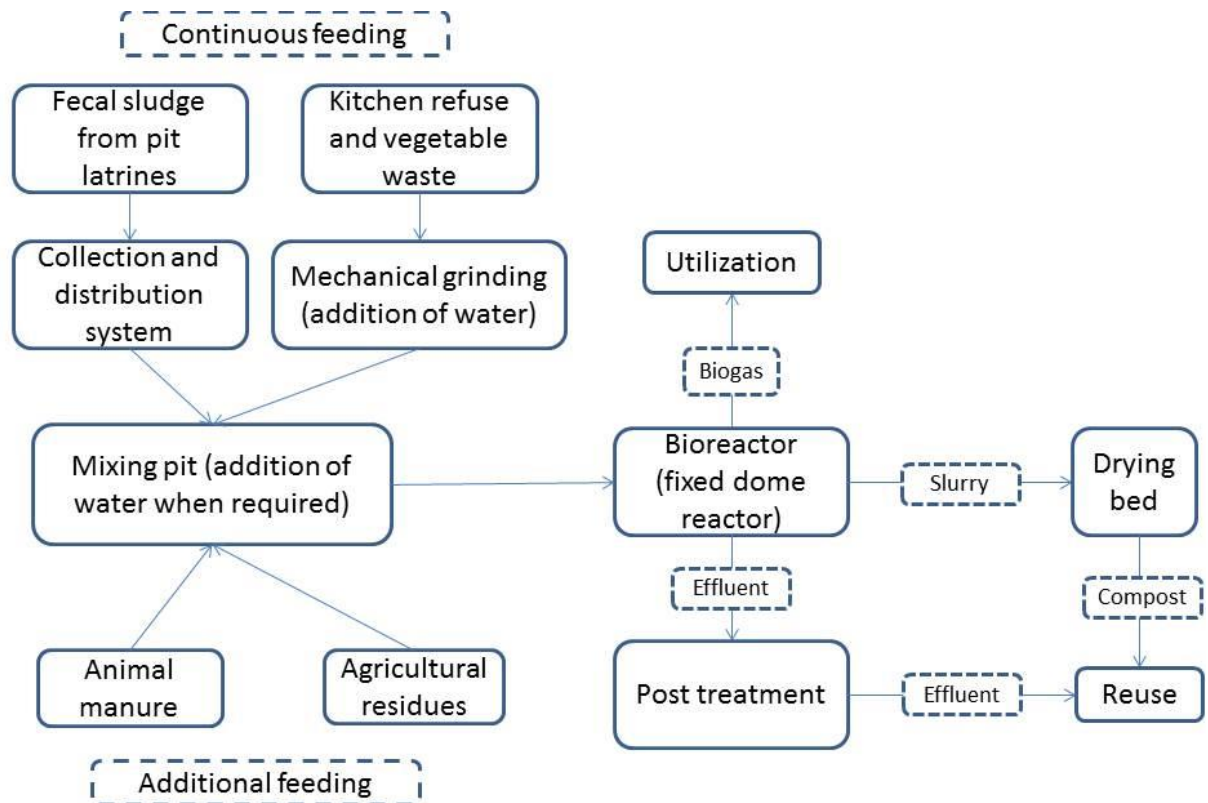 Continuous feeding
Fecal sludge
from pit
latrines
Kitchen refuse
and vegetable
waste
Collection and
distribution
system
Mechanical grinding
(addition of water)
Utilization
Biogas
Mixing pit (addition of
water when required)
Bioreactor
(fixed dome
reactor)
Slurry
Drying
bed
Effluent
Compost
Animal
manure
Agricultural
residues
Post treatment
Effluent
Reuse
Additional feeding